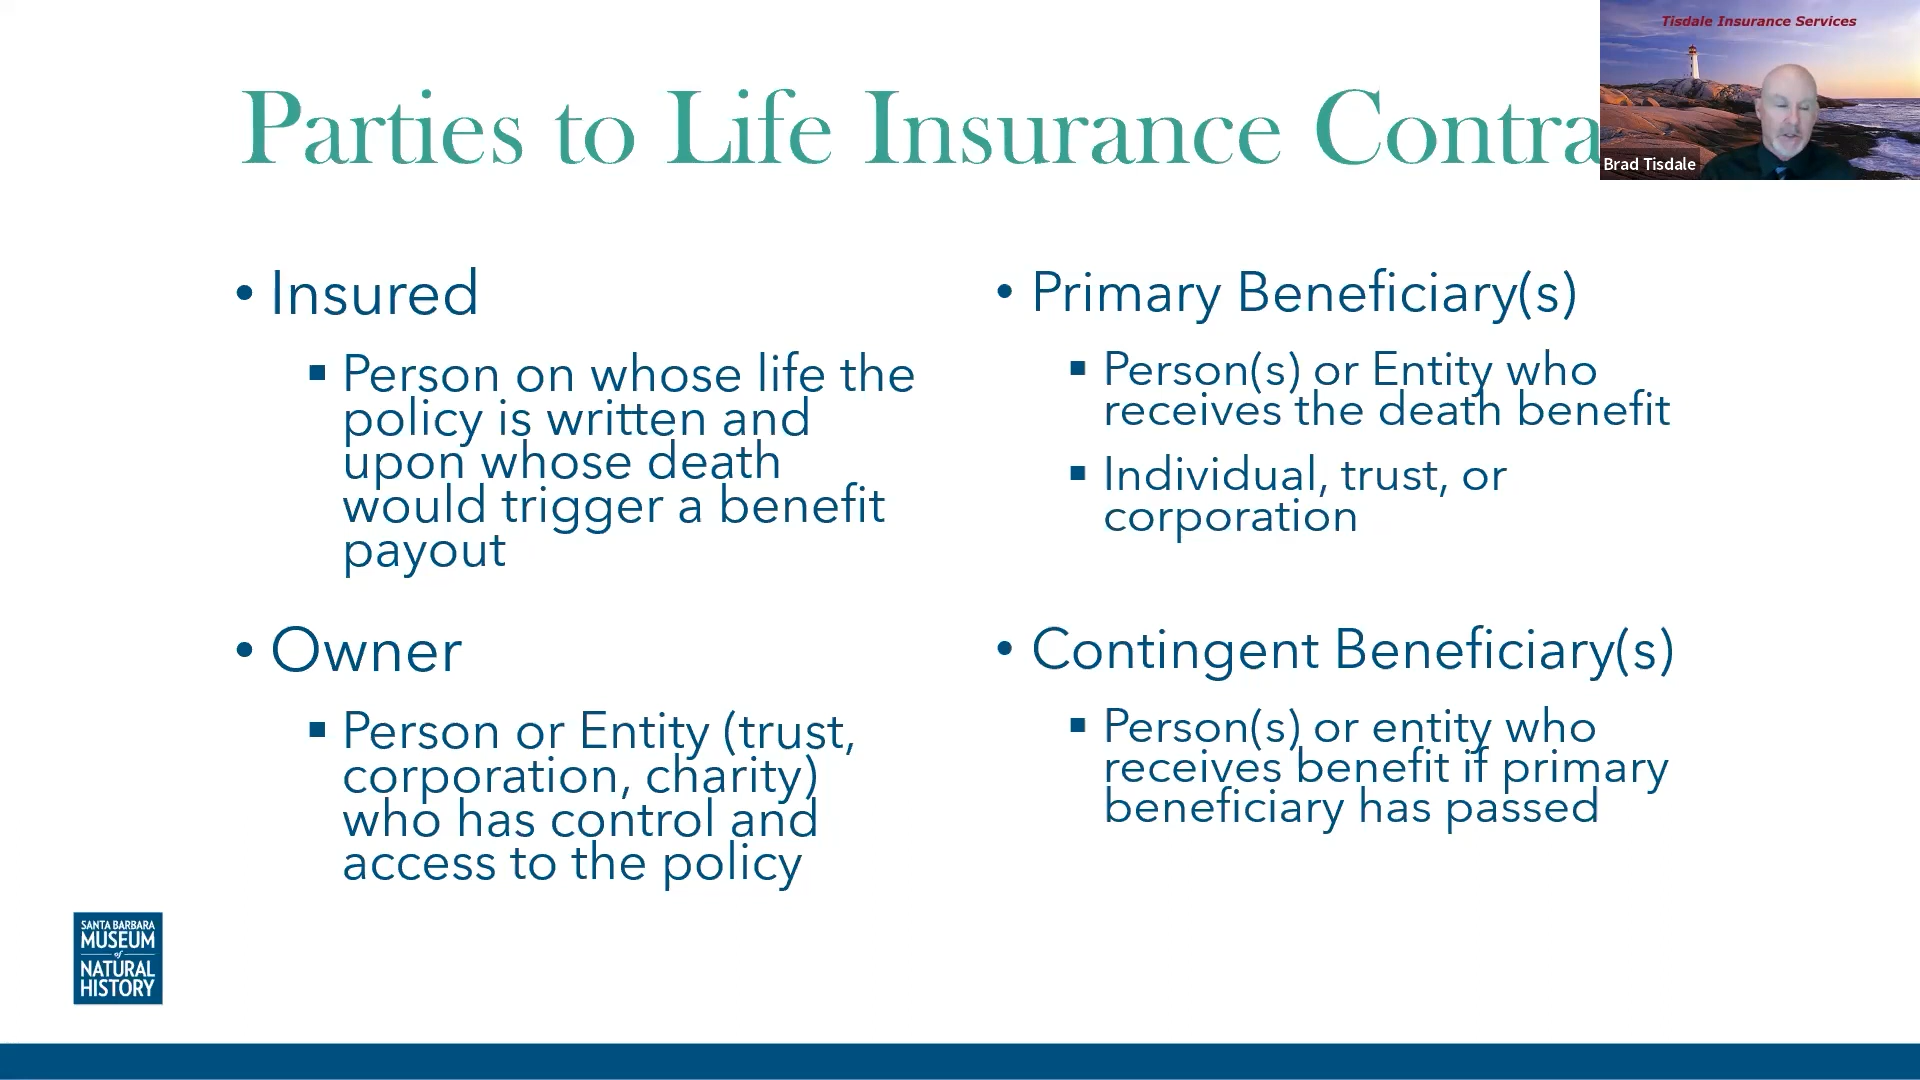 Tisdale Insurance Services
Parties to Life Insurance Contra
Brad Tisdale
• Insured
▪ Person on whose life the
policy is written and
upon whose death
would trigger a benefit
payout
• Owner
▪ Person or Entity (trust,
corporation, charity)
who has control and
access to the policy
• Primary Beneficiary(s)
▪ Person(s) or Entity who
receives the death benefit
▪ Individual, trust, or
corporation
• Contingent Beneficiary(s)
▪ Person(s) or entity who
receives benefit if primary
beneficiary has passed
SANTA BARBARA
MUSEUM
of
NATURAL
HISTORY